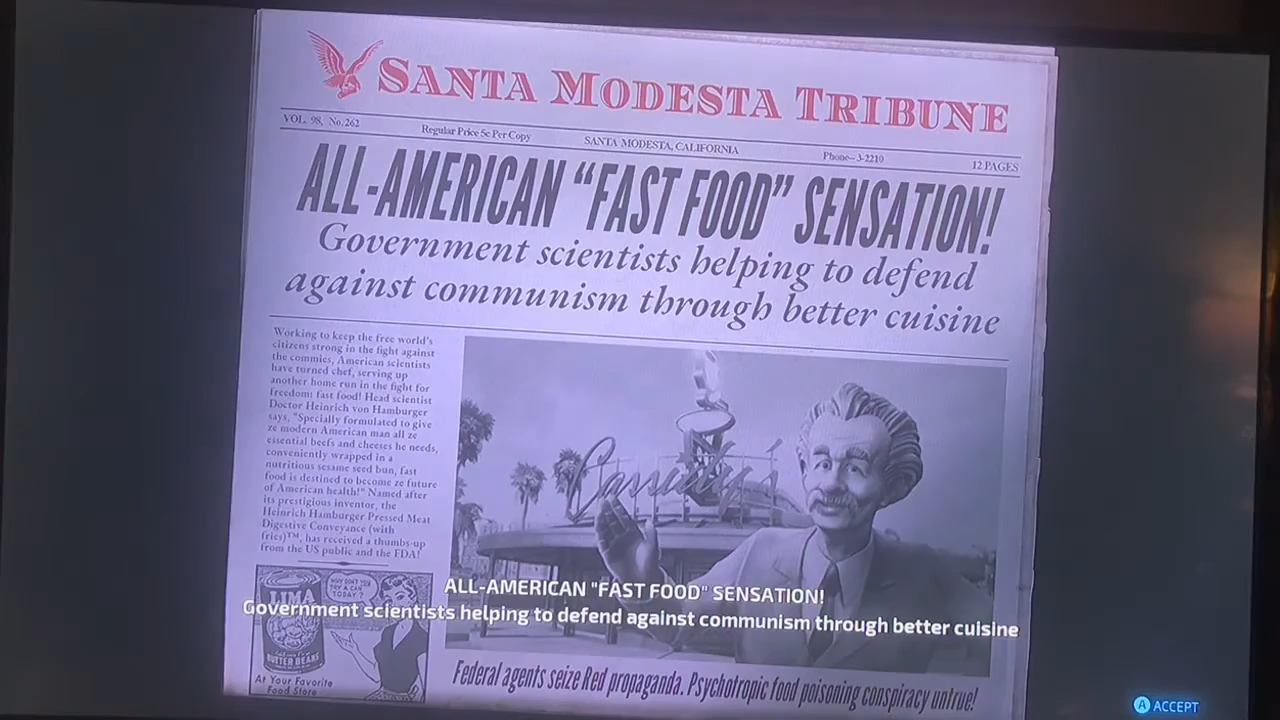 SANTA MODESTA TRIBUNE
VOL. 98, No. 262 Regular Price 5c Per Copy SANTA MODESTA, CALIFORNIA Phone-3-2210 12 PAGES
ALL-AMERICAN “FAST FOOD” SENSATION!
Government scientists helping to defend
against communism through better cuisine
Working to keep the free world's
citizens strong in the fight against
the commies, American scientists
have turned chef, serving up
another home run in the fight for
freedom: fast food! Head scientist
Doctor Heinrich von Hamburger
says, "Specially formulated to give
ze modern American man all ze
essential beefs and cheeses he needs,
conveniently wrapped in a
nutritious sesame seed bun, fast
food is destined to become ze future
of American health!" Named after
its prestigious inventor, the
Heinrich Hamburger Pressed Meat
Digestive Conveyance (with
fries)™, has received a thumbs-up
from the US public and the FDA!
WHY DON'T YOU
TRY A CAN
TODAY?
LIMA
BUTTER BEANS
At Your Favorite
Food Store
ALL-AMERICAN "FAST FOOD" SENSATION!
Government scientists helping to defend against communism through better cuisine
Federal agents seize Red propaganda. Psychotropic food poisoning conspiracy untrue!
A ACCEPT